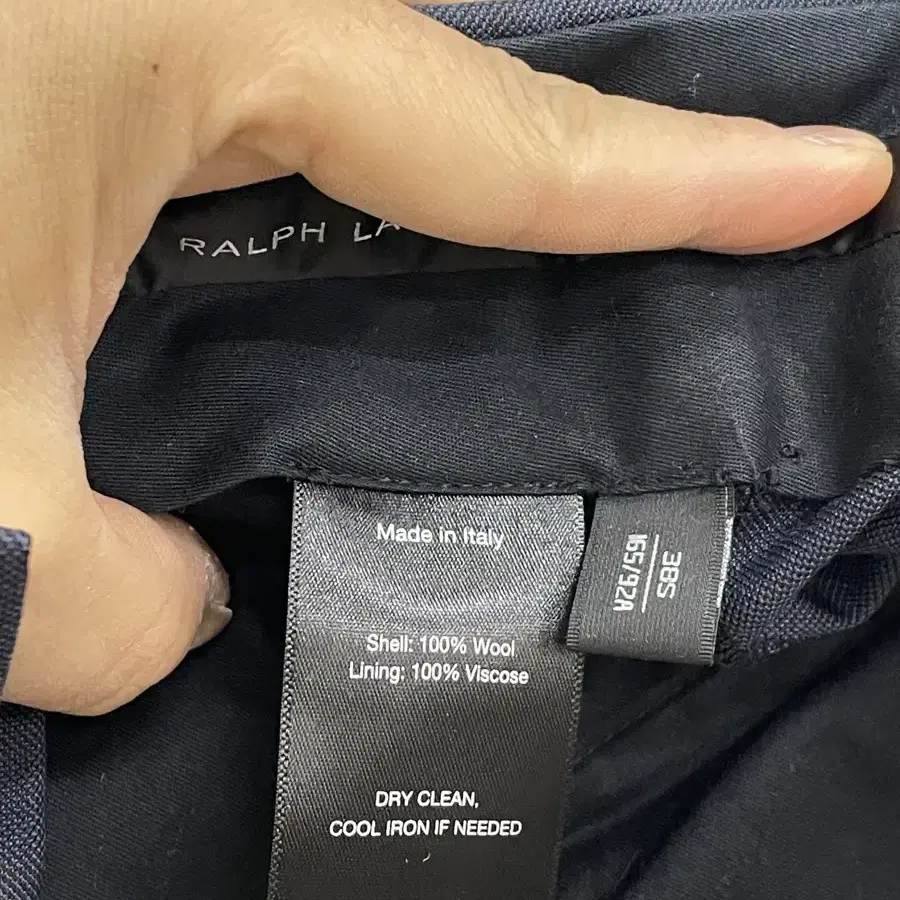 RALPH LA
Made in Italy
Shell: 100% Wool
Lining: 100% Viscose
DRY CLEAN,
COOL IRON IF NEEDED
38S
165/92A